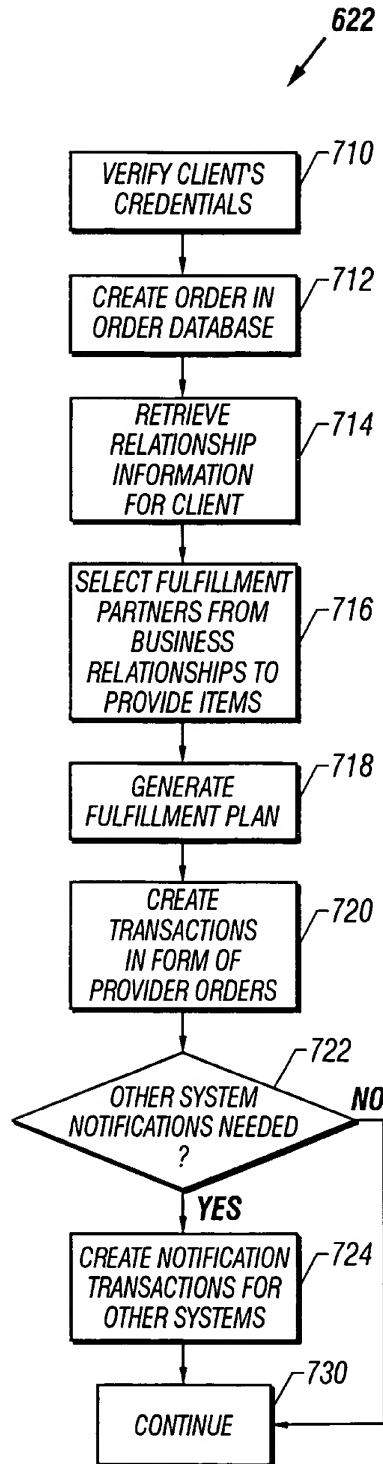 622
VERIFY CLIENT'S
CREDENTIALS
710
CREATE ORDER IN
ORDER DATABASE
712
RETRIEVE
RELATIONSHIP
INFORMATION
FOR CLIENT
714
SELECT FULFILLMENT
PARTNERS FROM
BUSINESS
RELATIONSHIPS TO
PROVIDE ITEMS
716
GENERATE
FULFILLMENT PLAN
718
CREATE
TRANSACTIONS
IN FORM OF
PROVIDER ORDERS
720
722
OTHER SYSTEM
NOTIFICATIONS NEEDED
?
NO
YES
CREATE NOTIFICATION
TRANSACTIONS FOR
OTHER SYSTEMS
724
CONTINUE
730